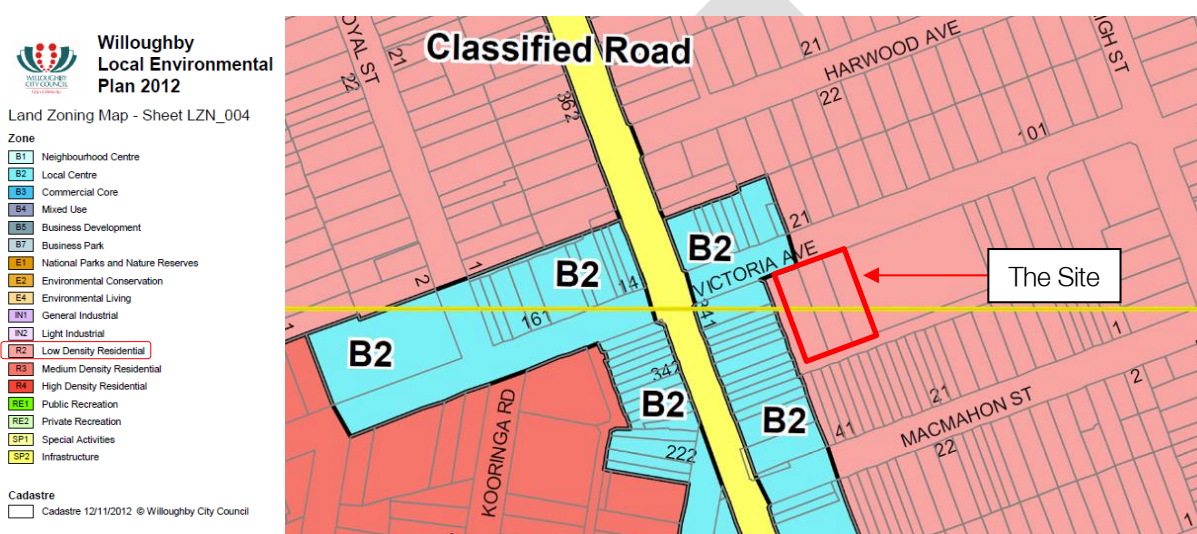 WILLOUGHBY
CITY COUNCIL
Willoughby
Local Environmental
Plan 2012
Land Zoning Map - Sheet LZN_004
Zone
B1 Neighbourhood Centre
B2 Local Centre
B3 Commercial Core
B4 Mixed Use
B5 Business Development
B7 Business Park
E1 National Parks and Nature Reserves
E2 Environmental Conservation
E4 Environmental Living
IN1 General Industrial
IN2 Light Industrial
R2 Low Density Residential
R3 Medium Density Residential
R4 High Density Residential
RE1 Public Recreation
RE2 Private Recreation
SP1 Special Activities
SP2 Infrastructure
Cadastre
Cadastre 12/11/2012 © Willoughby City Council
Classified Road
OYAL ST
21
22
362
21
HARWOOD AVE
22
IGH ST
101
B2
21
VICTORIA AVE
The Site
B2
14
1
2
1
161
341
B2
342
B2
B2
222
KOORINGA RD
41
21
MACMAHON ST
22
1
2
1